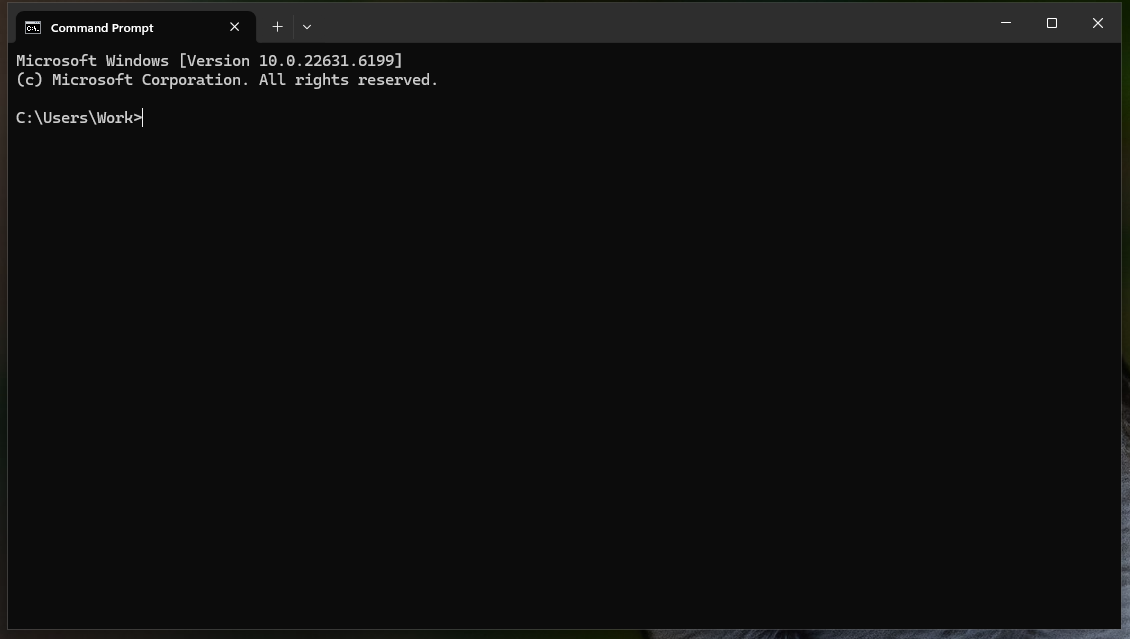 Command Prompt
Microsoft Windows [Version 10.0.22631.6199]
(c) Microsoft Corporation. All rights reserved.
C:\Users\Work>